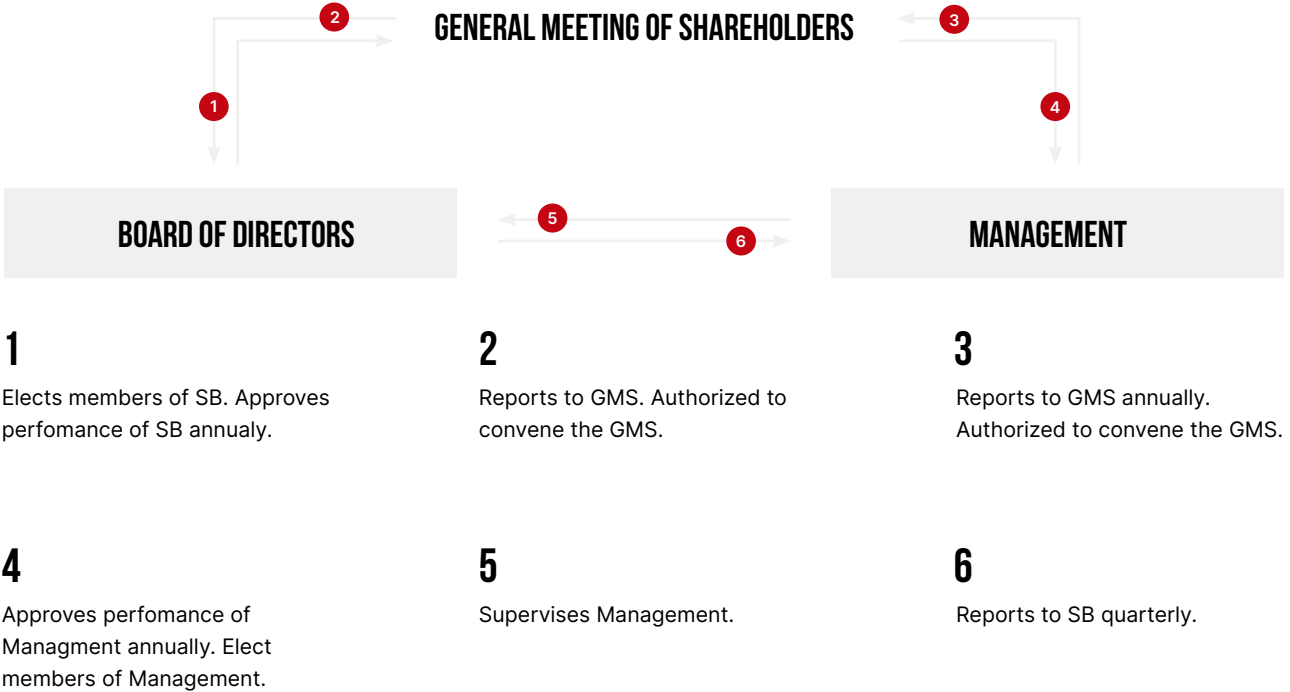 2
GENERAL MEETING OF SHAREHOLDERS
3
1
4
BOARD OF DIRECTORS
5
6
MANAGEMENT
1
Elects members of SB. Approves
perfomance of SB annualy.
2
Reports to GMS. Authorized to
convene the GMS.
3
Reports to GMS annually.
Authorized to convene the GMS.
4
Approves perfomance of
Managment annually. Elect
members of Management.
5
Supervises Management.
6
Reports to SB quarterly.